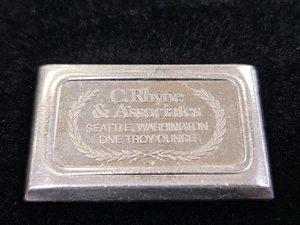 C.Rhyne
& Associates
SEATTLE, WASHINGTON
ONE TROY OUNCE